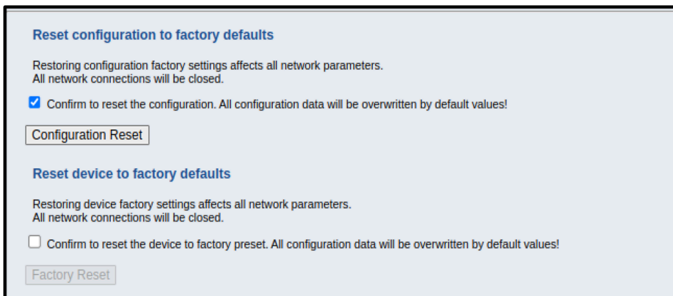 Reset configuration to factory defaults
Restoring configuration factory settings affects all network parameters.
All network connections will be closed.
Confirm to reset the configuration. All configuration data will be overwritten by default values!
Configuration Reset
Reset device to factory defaults
Restoring device factory settings affects all network parameters.
All network connections will be closed.
Confirm to reset the device to factory preset. All configuration data will be overwritten by default values!
Factory Reset